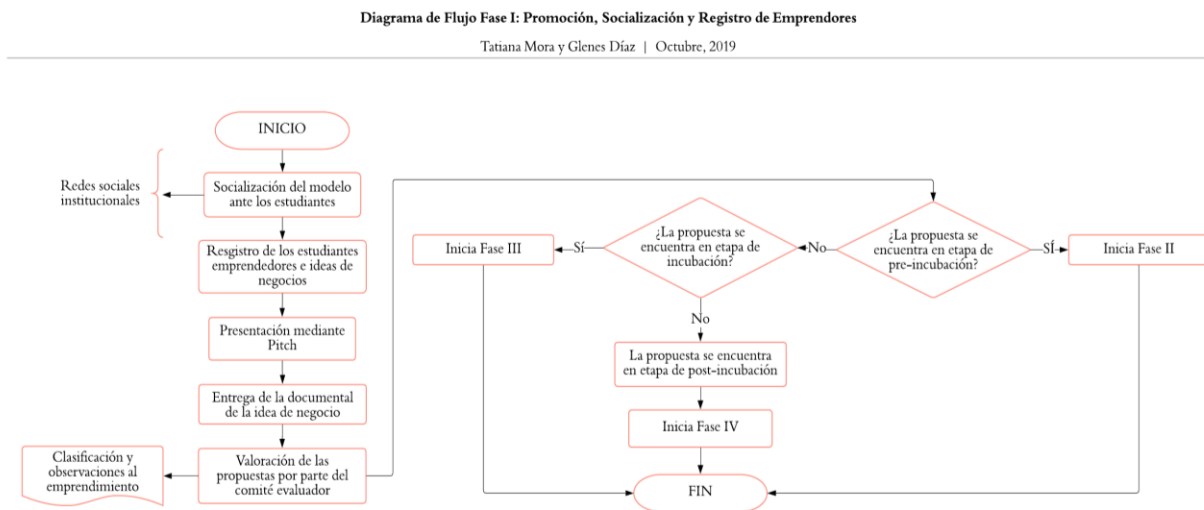 Diagrama de Flujo Fase I: Promoción, Socialización y Registro de Emprendores
Tatiana Mora y Glenes Díaz | Octubre, 2019
INICIO
Redes sociales
institucionales
Socialización del modelo
ante los estudiantes
Resgistro de los estudiantes
emprendedores e ideas de
negocios
Presentación mediante
Pitch
Entrega de la documental
de la idea de negocio
Valoración de las
propuestas por parte del
comité evaluador
Clasificación y
observaciones al
emprendimiento
¿La propuesta se
encuentra en etapa de
pre-incubación?
SÍ
Inicia Fase II
No
¿La propuesta se
encuentra en etapa de
incubación?
Sí
Inicia Fase III
No
La propuesta se encuentra
en etapa de post-incubación
Inicia Fase IV
FIN